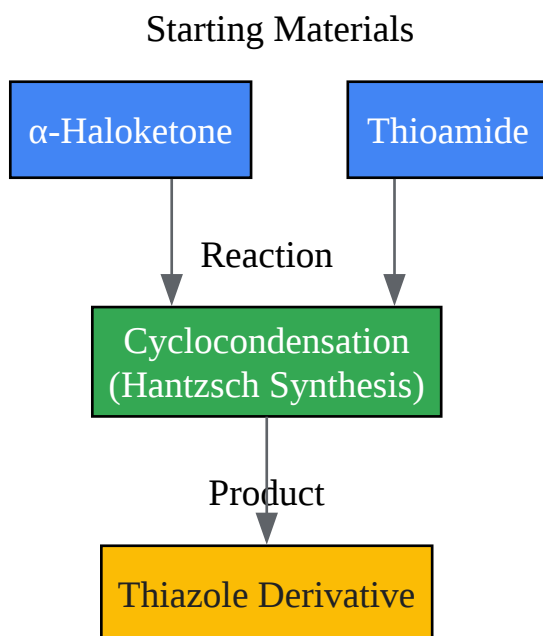 Starting Materials
α-Haloketone
Thioamide
Reaction
Cyclocondensation
(Hantzsch Synthesis)
Product
Thiazole Derivative